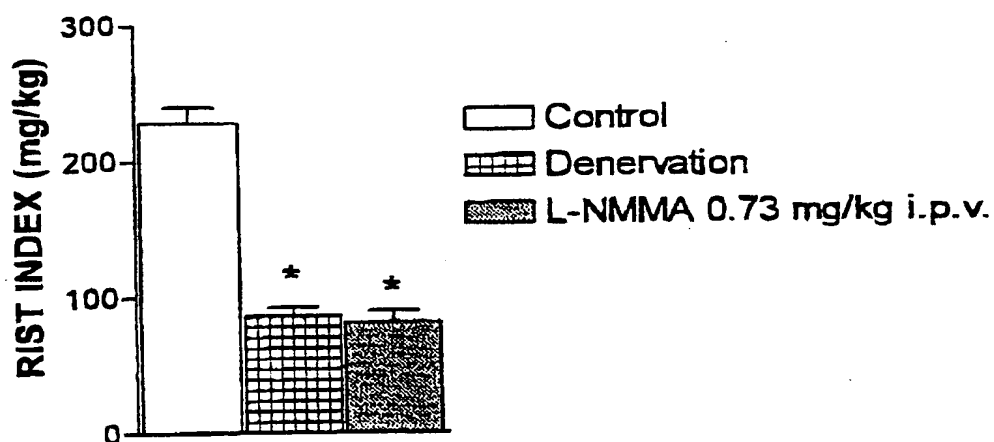 300
200
100
0
RIST INDEX (mg/kg)
Control
Denervation
L-NMMA 0.73 mg/kg i.p.v.
*
*